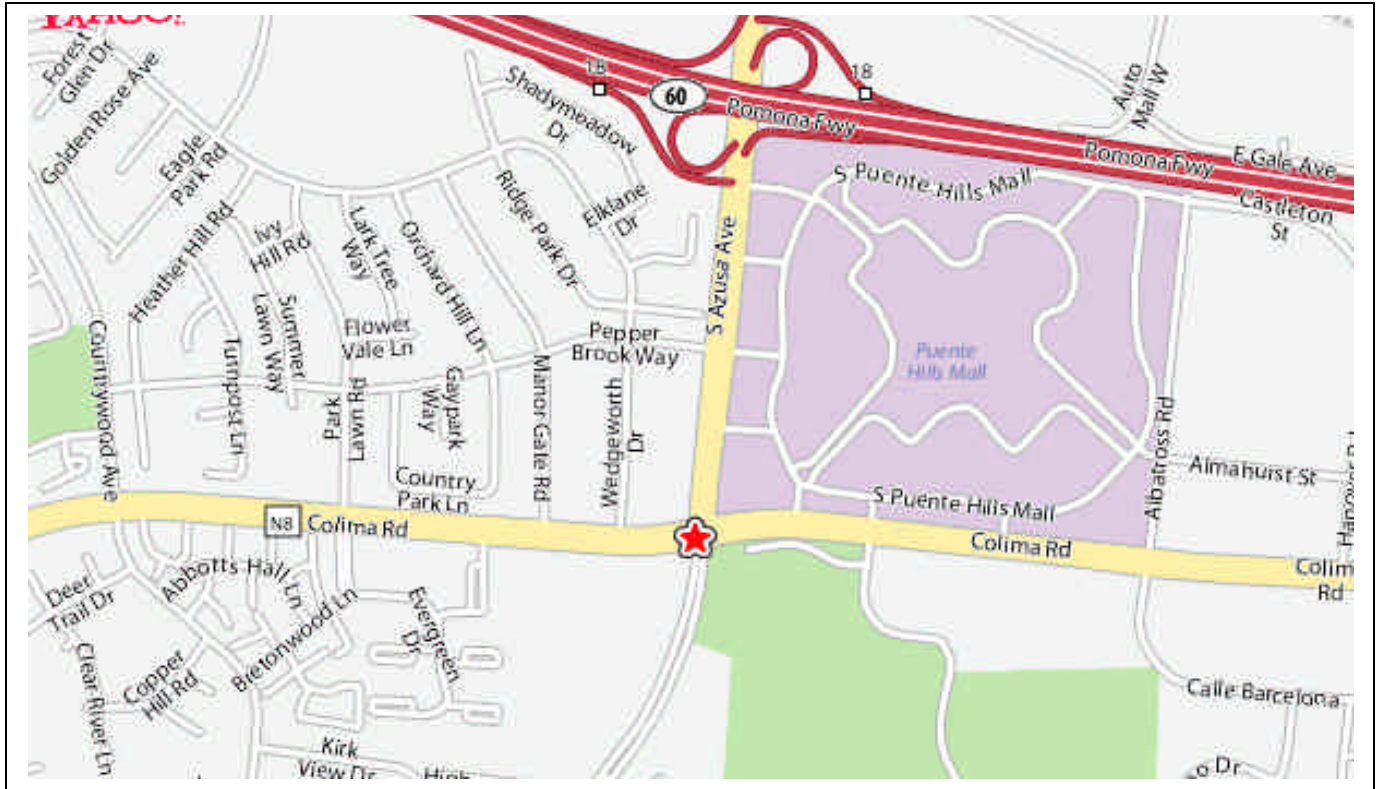 YAHOO!
Forest
Glen Dr
Golden Rose Ave
Eagle
Park Rd
Heather Hill Rd
Ivy
Hill Rd
Lark Tree
Way
Orchard Hill Ln
Shadymeadow
Dr
Ridge Park Dr
Elklane
Dr
18
60
18
Pomona Fwy
Auto
Mall W
Pomona Fwy
E Gale Ave
Castleton
St
S Puente Hills Mall
S Azusa Ave
Countrywood Ave
Turnpost Ln
Summer
Lawn Way
Flower
Vale Ln
Park
Lawn Rd
Gaypark
Way
Manor Gate Rd
Pepper
Brook Way
Wedgeworth
Dr
Puente
Hills Mall
Albatross Rd
Almahurst St
Country
Park Ln
S Puente Hills Mall
N8
Colima Rd
Colima Rd
Colim
Rd
Deer
Trail Dr
Abbotts Hall Ln
Bretonwood Ln
Evergreen
Dr
Clear River Ln
Copper
Hill Rd
Calle Barcelona
Kirk
View Dr
High
o Dr